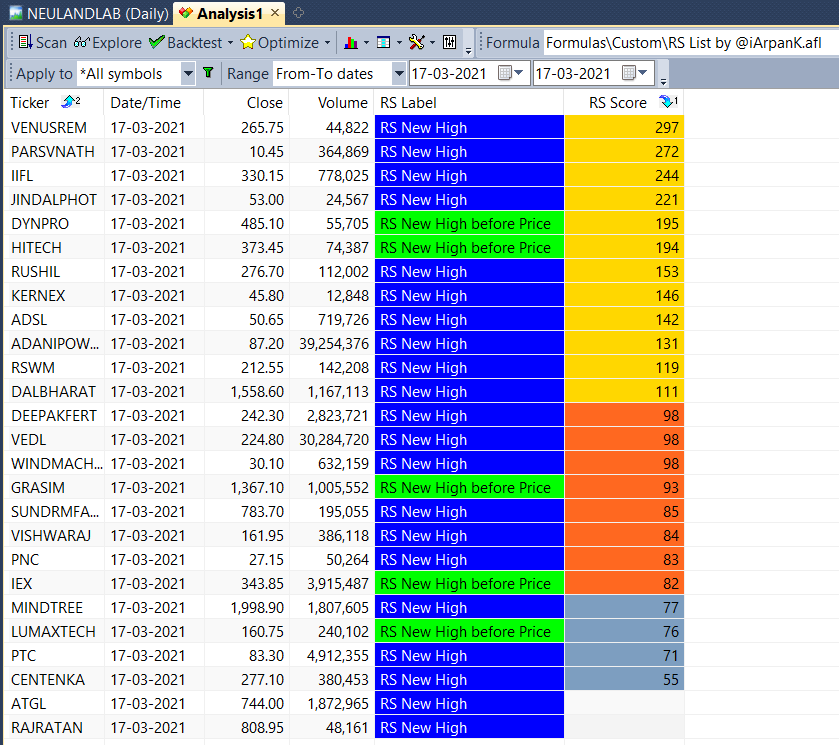 NEULANDLAB (Daily) Analysis1
Scan Explore Backtest Optimize Formula Formulas\Custom\RS List by @iArpanK.afl
Apply to *All symbols Range From-To dates 17-03-2021 17-03-2021
Ticker 2 Date/Time Close Volume RS Label RS Score 1
VENUSREM 17-03-2021 265.75 44,822 RS New High 297
PARSVNATH 17-03-2021 10.45 364,869 RS New High 272
IIFL 17-03-2021 330.15 778,025 RS New High 244
JINDALPHOT 17-03-2021 53.00 24,567 RS New High 221
DYNPRO 17-03-2021 485.10 55,705 RS New High before Price 195
HITECH 17-03-2021 373.45 74,387 RS New High before Price 194
RUSHIL 17-03-2021 276.70 112,002 RS New High 153
KERNEX 17-03-2021 45.80 12,848 RS New High 146
ADSL 17-03-2021 50.65 719,726 RS New High 142
ADANIPOW... 17-03-2021 87.20 39,254,376 RS New High 131
RSWM 17-03-2021 212.55 142,208 RS New High 119
DALBHARAT 17-03-2021 1,558.60 1,167,113 RS New High 111
DEEPAKFERT 17-03-2021 242.30 2,823,721 RS New High 98
VEDL 17-03-2021 224.80 30,284,720 RS New High 98
WINDMACH... 17-03-2021 30.10 632,159 RS New High 98
GRASIM 17-03-2021 1,367.10 1,005,552 RS New High before Price 93
SUNDRMFA... 17-03-2021 783.70 195,055 RS New High 85
VISHWARAJ 17-03-2021 161.95 386,118 RS New High 84
PNC 17-03-2021 27.15 50,264 RS New High 83
IEX 17-03-2021 343.85 3,915,487 RS New High before Price 82
MINDTREE 17-03-2021 1,998.90 1,807,605 RS New High 77
LUMAXTECH 17-03-2021 160.75 240,102 RS New High before Price 76
PTC 17-03-2021 83.30 4,912,355 RS New High 71
CENTENKA 17-03-2021 277.10 380,453 RS New High 55
ATGL 17-03-2021 744.00 1,872,965 RS New High
RAJRATAN 17-03-2021 808.95 48,161 RS New High